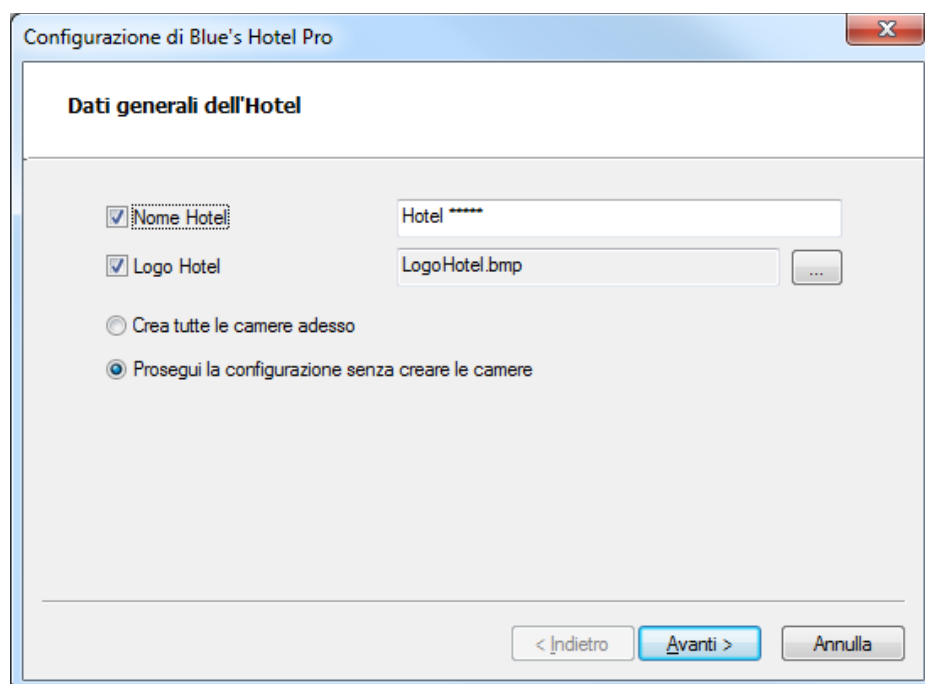 Configurazione di Blue's Hotel Pro
Dati generali dell'Hotel
Nome Hotel Hotel *****
Logo Hotel LogoHotel.bmp ...
Crea tutte le camere adesso
Prosegui la configurazione senza creare le camere
< Indietro Avanti > Annulla